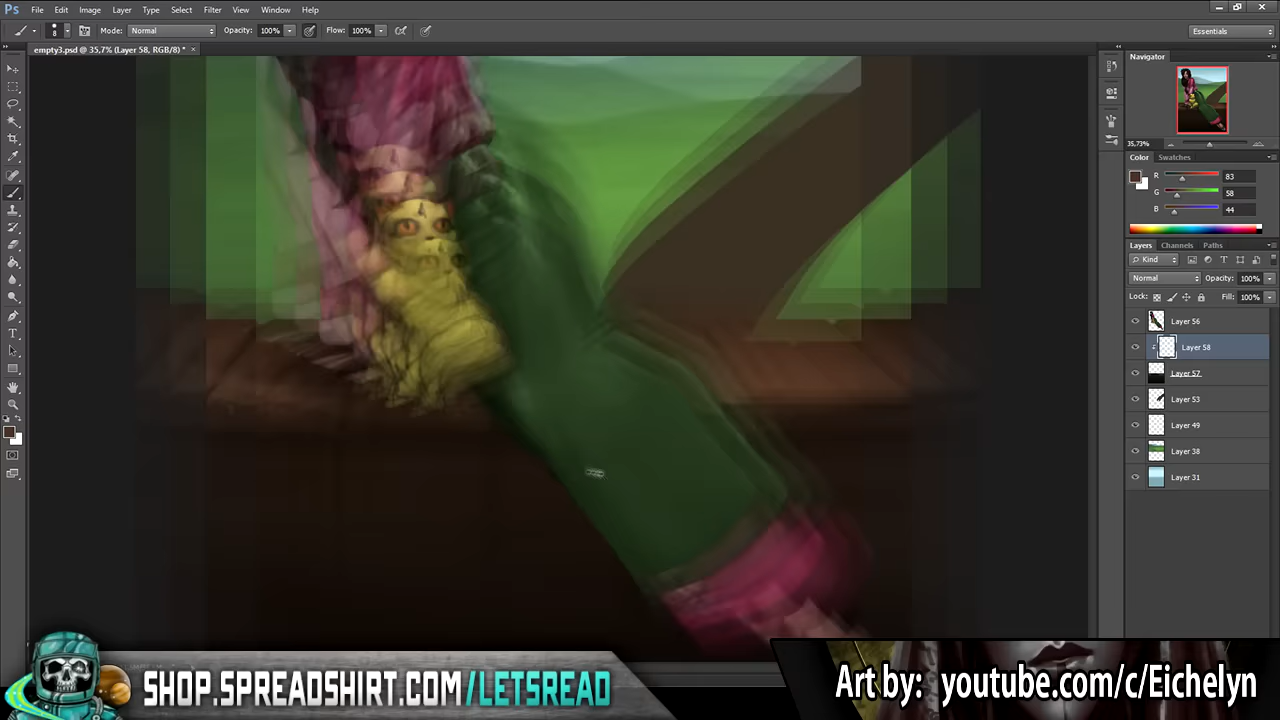 Ps File Edit Image Layer Type Select Filter View Window Help
8 Mode: Normal Opacity: 100% Flow: 100% Essentials
empty3.psd @ 35,7% (Layer 58, RGB/8) * ×
Navigator
35,73%
Color Swatches
R 83
G 58
B 44
Layers Channels Paths
Kind
Normal Opacity: 100%
Lock: Fill: 100%
Layer 56
Layer 58
Layer 57
Layer 53
Layer 49
Layer 38
Layer 31
SHOP.SPREADSHIRT.COM/LETSREAD
Art by: youtube.com/c/Eichelyn